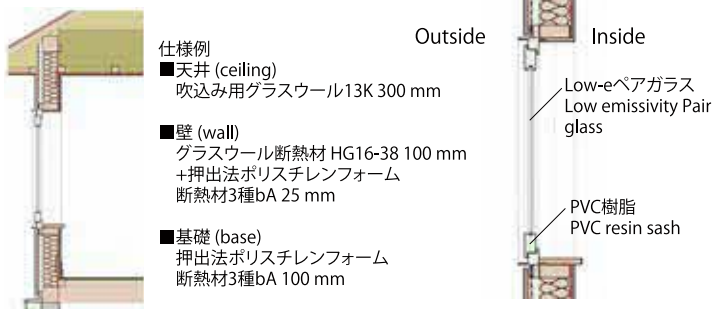 仕様例
■天井 (ceiling)
吹込み用グラスウール13K 300 mm
■壁 (wall)
グラスウール断熱材 HG16-38 100 mm
+押出法ポリスチレンフォーム
断熱材3種bA 25 mm
■基礎 (base)
押出法ポリスチレンフォーム
断熱材3種bA 100 mm
Outside
Inside
Low-eペアガラス
Low emissivity Pair
glass
PVC樹脂
PVC resin sash